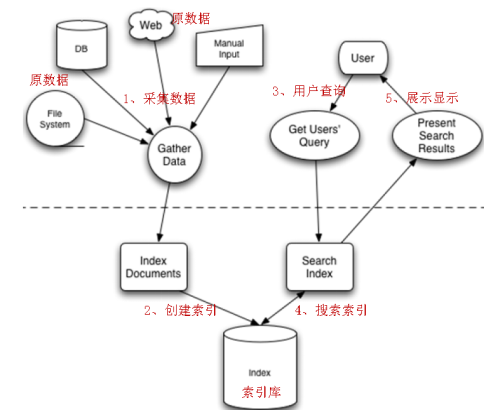 DB
Web
原数据
Manual
Input
原数据
1、采集数据
File
System
Gather
Data
User
3、用户查询
5、展示显示
Get Users'
Query
Present
Search
Results
Index
Documents
Search
Index
2、创建索引
4、搜索索引
Index
索引库